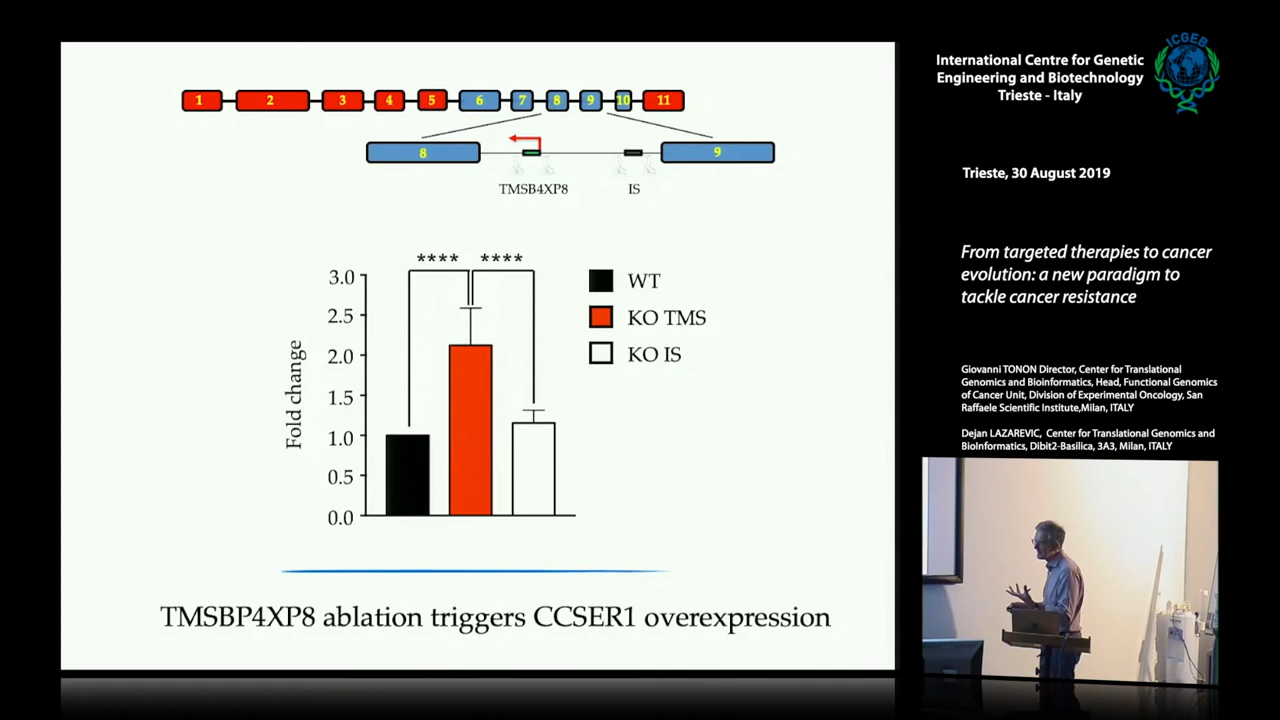 1 2 3 4 5 6 7 8 9 10 11
8 9
TMSB4XP8 IS
**** ****
3.0
2.5
2.0
1.5
1.0
0.5
0.0
Fold change
WT
KO TMS
KO IS
TMSBP4XP8 ablation triggers CCSER1 overexpression
International Centre for Genetic
Engineering and Biotechnology
Trieste - Italy
ICGEB
Trieste, 30 August 2019
From targeted therapies to cancer
evolution: a new paradigm to
tackle cancer resistance
Giovanni TONON Director, Center for Translational
Genomics and Bioinformatics, Head, Functional Genomics
of Cancer Unit, Division of Experimental Oncology, San
Raffaele Scientific Institute,Milan, ITALY
Dejan LAZAREVIC, Center for Translational Genomics and
BioInformatics, Dibit2-Basilica, 3A3, Milan, ITALY